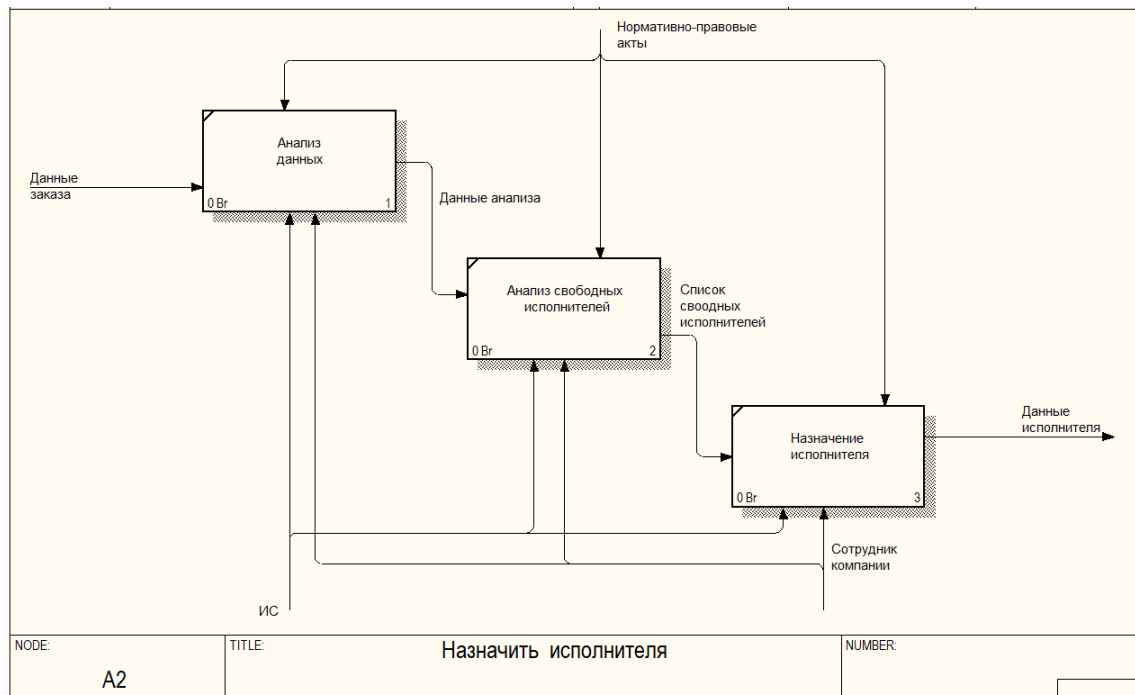 Нормативно-правовые
акты
Анализ
данных
0 Br
1
Данные
заказа
Данные анализа
Анализ свободных
исполнителей
0 Br
2
Список
своодных
исполнителей
Назначение
исполнителя
0 Br
3
Данные
исполнителя
Сотрудник
компании
ИС
NODE:
A2
TITLE:
Назначить исполнителя
NUMBER: